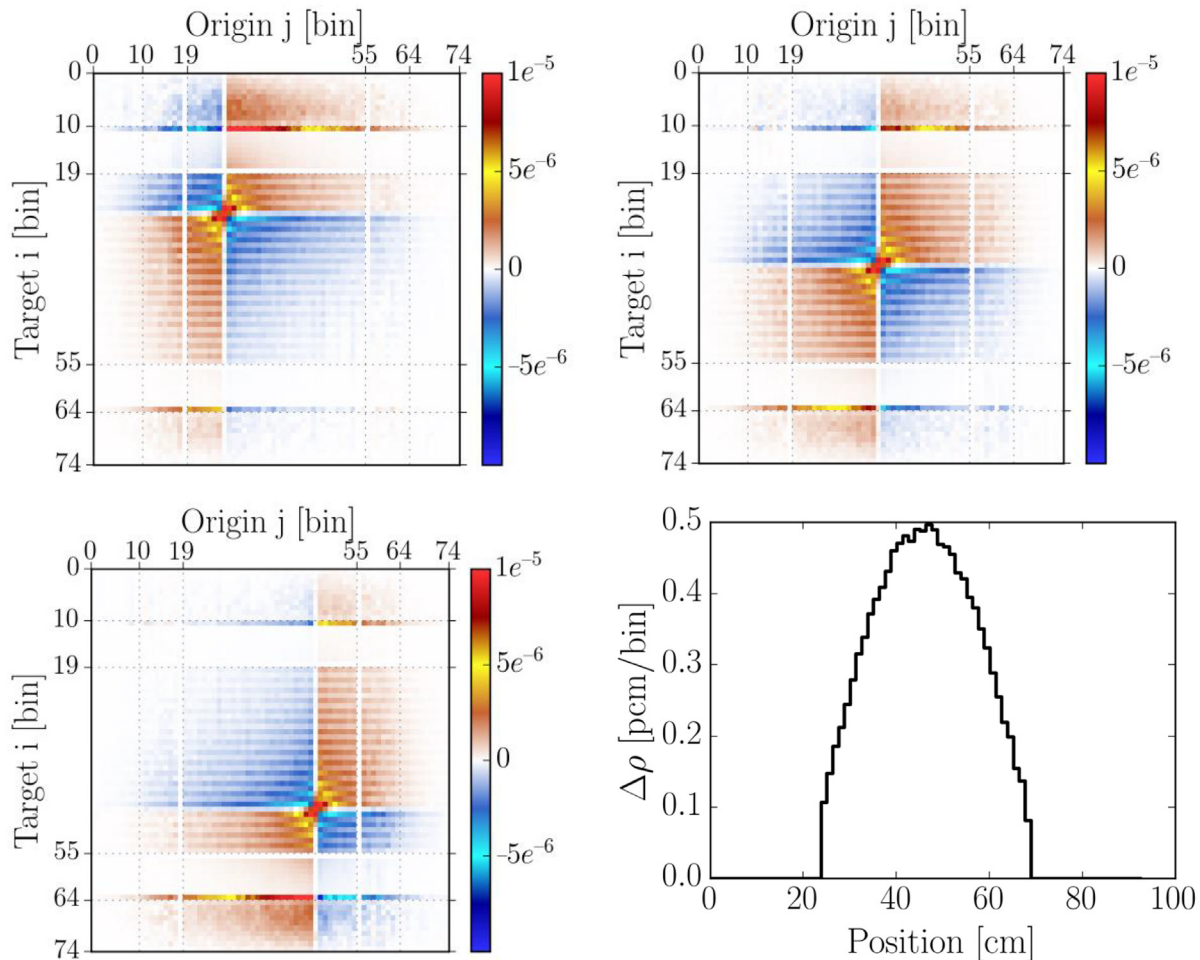 Origin j [bin]
0 10 19 55 64 74
Target i [bin]
0
10
19
55
64
74
1e⁻⁵
5e⁻⁶
0
−5e⁻⁶
Origin j [bin]
0 10 19 55 64 74
Target i [bin]
0
10
19
55
64
74
1e⁻⁵
5e⁻⁶
0
−5e⁻⁶
Origin j [bin]
0 10 19 55 64 74
Target i [bin]
0
10
19
55
64
74
1e⁻⁵
5e⁻⁶
0
−5e⁻⁶
Δρ [pcm/bin]
0.5
0.4
0.3
0.2
0.1
0.0
0 20 40 60 80 100
Position [cm]